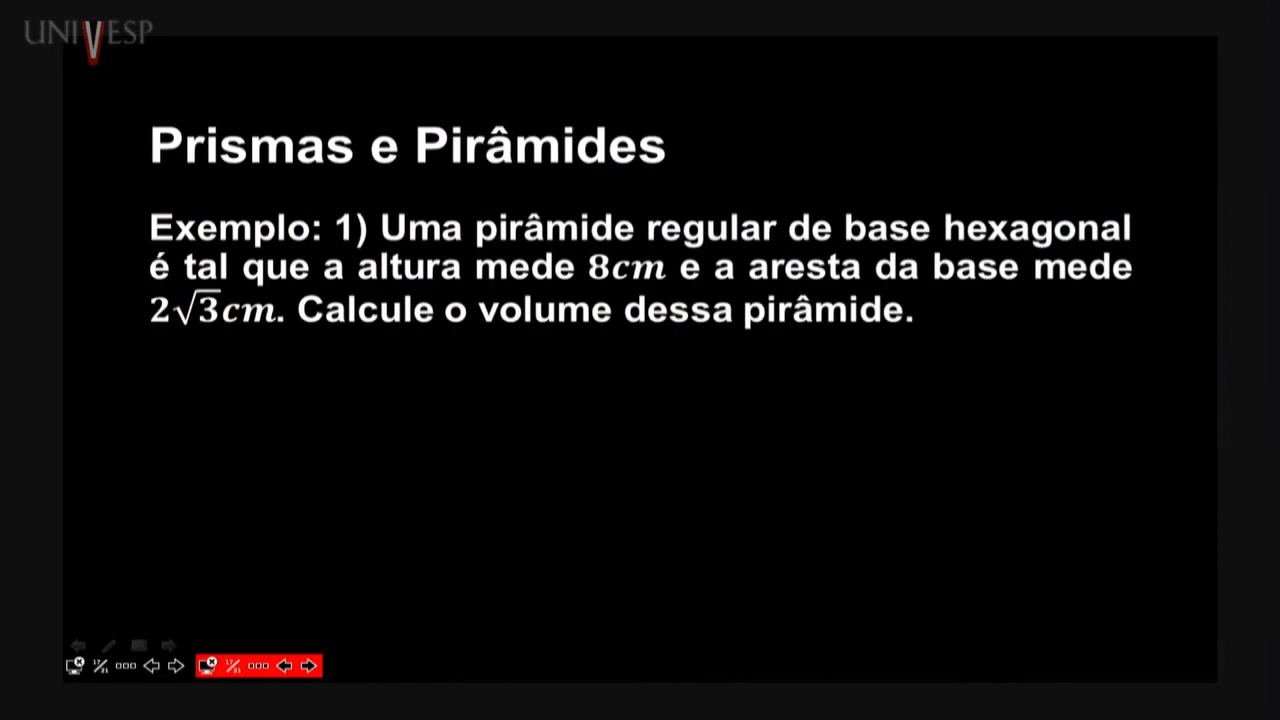 UNIVESP
Prismas e Pirâmides
Exemplo: 1) Uma pirâmide regular de base hexagonal
é tal que a altura mede 8cm e a aresta da base mede
2√3cm. Calcule o volume dessa pirâmide.